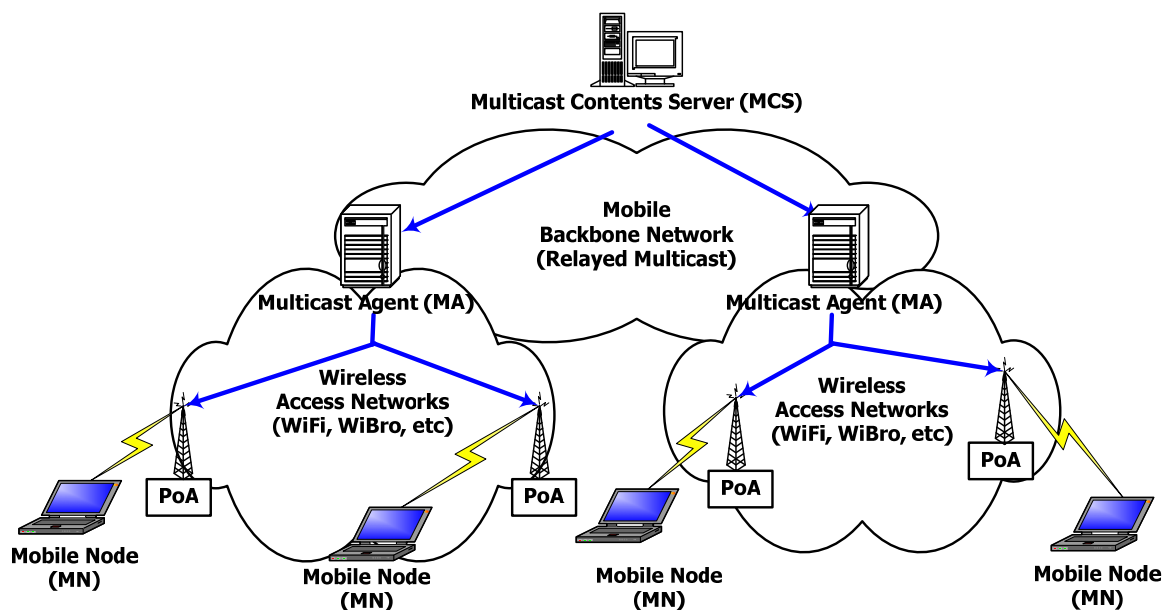 Multicast Contents Server (MCS)
Mobile
Backbone Network
(Relayed Multicast)
Multicast Agent (MA)
Multicast Agent (MA)
Wireless
Access Networks
(WiFi, WiBro, etc)
Wireless
Access Networks
(WiFi, WiBro, etc)
PoA
PoA
PoA
PoA
Mobile Node
(MN)
Mobile Node
(MN)
Mobile Node
(MN)
Mobile Node
(MN)